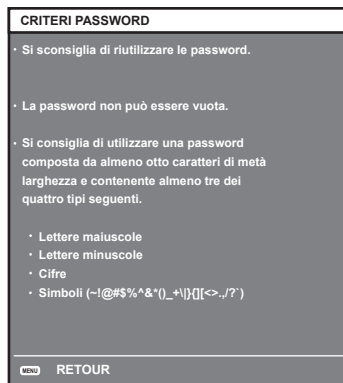 CRITERI PASSWORD
· Si sconsiglia di riutilizzare le password.
· La password non può essere vuota.
· Si consiglia di utilizzare una password
composta da almeno otto caratteri di metà
larghezza e contenente almeno tre dei
quattro tipi seguenti.
· Lettere maiuscole
· Lettere minuscole
· Cifre
· Simboli (~!@#$%^&*()_+\|}{][<>.,/?`)
MENU RETOUR